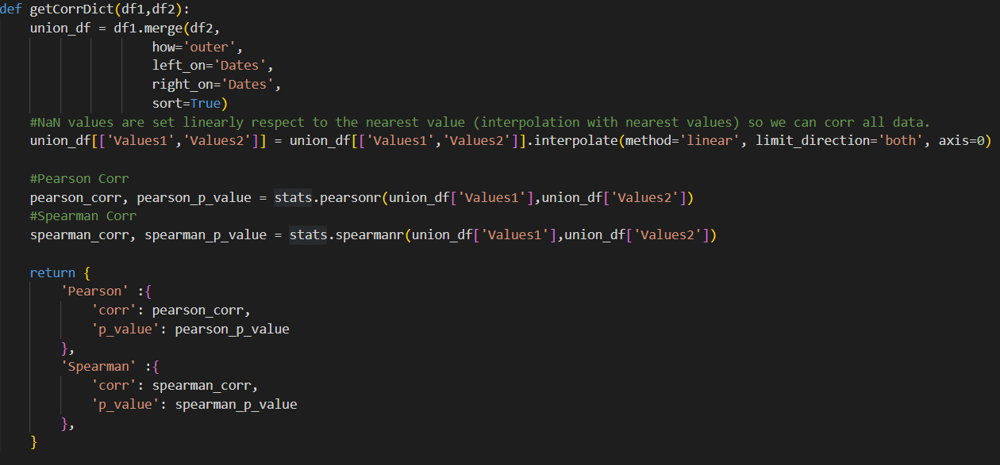 def getCorrDict(df1,df2):
    union_df = df1.merge(df2,
                    how='outer',
                    left_on='Dates',
                    right_on='Dates',
                    sort=True)
    #NaN values are set linearly respect to the nearest value (interpolation with nearest values) so we can corr all data.
    union_df[['Values1','Values2']] = union_df[['Values1','Values2']].interpolate(method='linear', limit_direction='both', axis=0)

    #Pearson Corr
    pearson_corr, pearson_p_value = stats.pearsonr(union_df['Values1'],union_df['Values2'])
    #Spearman Corr
    spearman_corr, spearman_p_value = stats.spearmanr(union_df['Values1'],union_df['Values2'])

    return {
        'Pearson' :{
            'corr': pearson_corr,
            'p_value': pearson_p_value
        },
        'Spearman' :{
            'corr': spearman_corr,
            'p_value': spearman_p_value
        },
    }